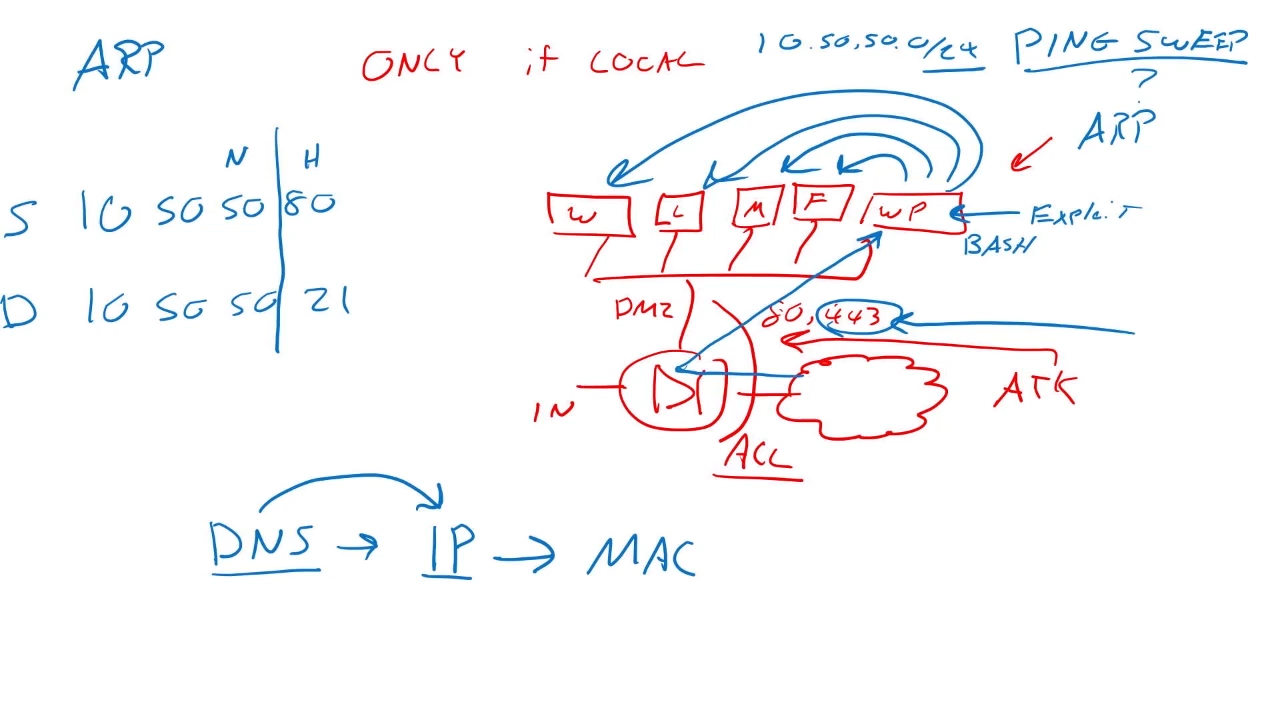 ARP
ONLY if LOCAL
10.50.50.0/24
PING SWEEP
?
ARP
N H
S 10 50 50 80
D 10 50 50 21
W
L
M
F
WP
Exploit
BASH
DMZ
80, 443
IN
ATK
ACL
DNS → IP → MAC